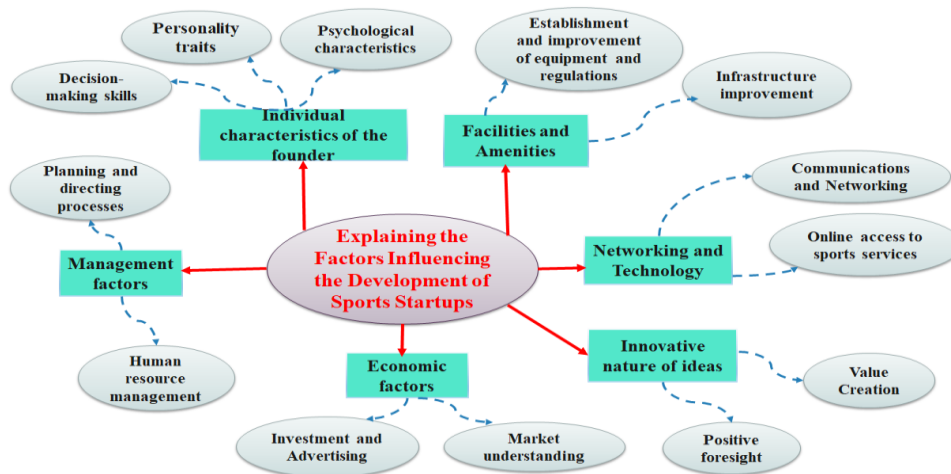 Personality
traits
Psychological
characteristics
Establishment
and improvement
of equipment and
regulations
Decision-
making skills
Infrastructure
improvement
Individual
characteristics of the
founder
Facilities and
Amenities
Planning and
directing
processes
Communications
and Networking
Explaining the
Factors Influencing
the Development of
Sports Startups
Management
factors
Networking and
Technology
Online access to
sports services
Human
resource
management
Economic
factors
Innovative
nature of ideas
Value
Creation
Investment and
Advertising
Market
understanding
Positive
foresight